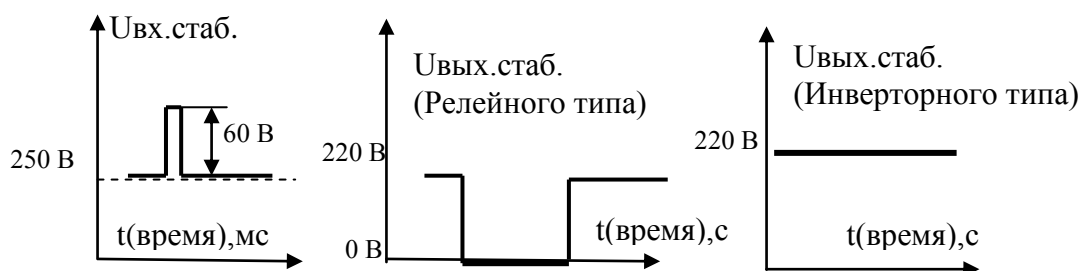 Uвх.стаб.
60 В
250 В
t(время),мс
Uвых.стаб.
(Релейного типа)
220 В
0 В
t(время),с
Uвых.стаб.
(Инверторного типа)
220 В
t(время),с